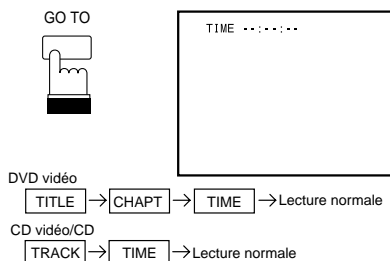 GO TO
TIME --:--:--
DVD vidéo
TITLE → CHAPT → TIME → Lecture normale
CD vidéo/CD
TRACK → TIME → Lecture normale